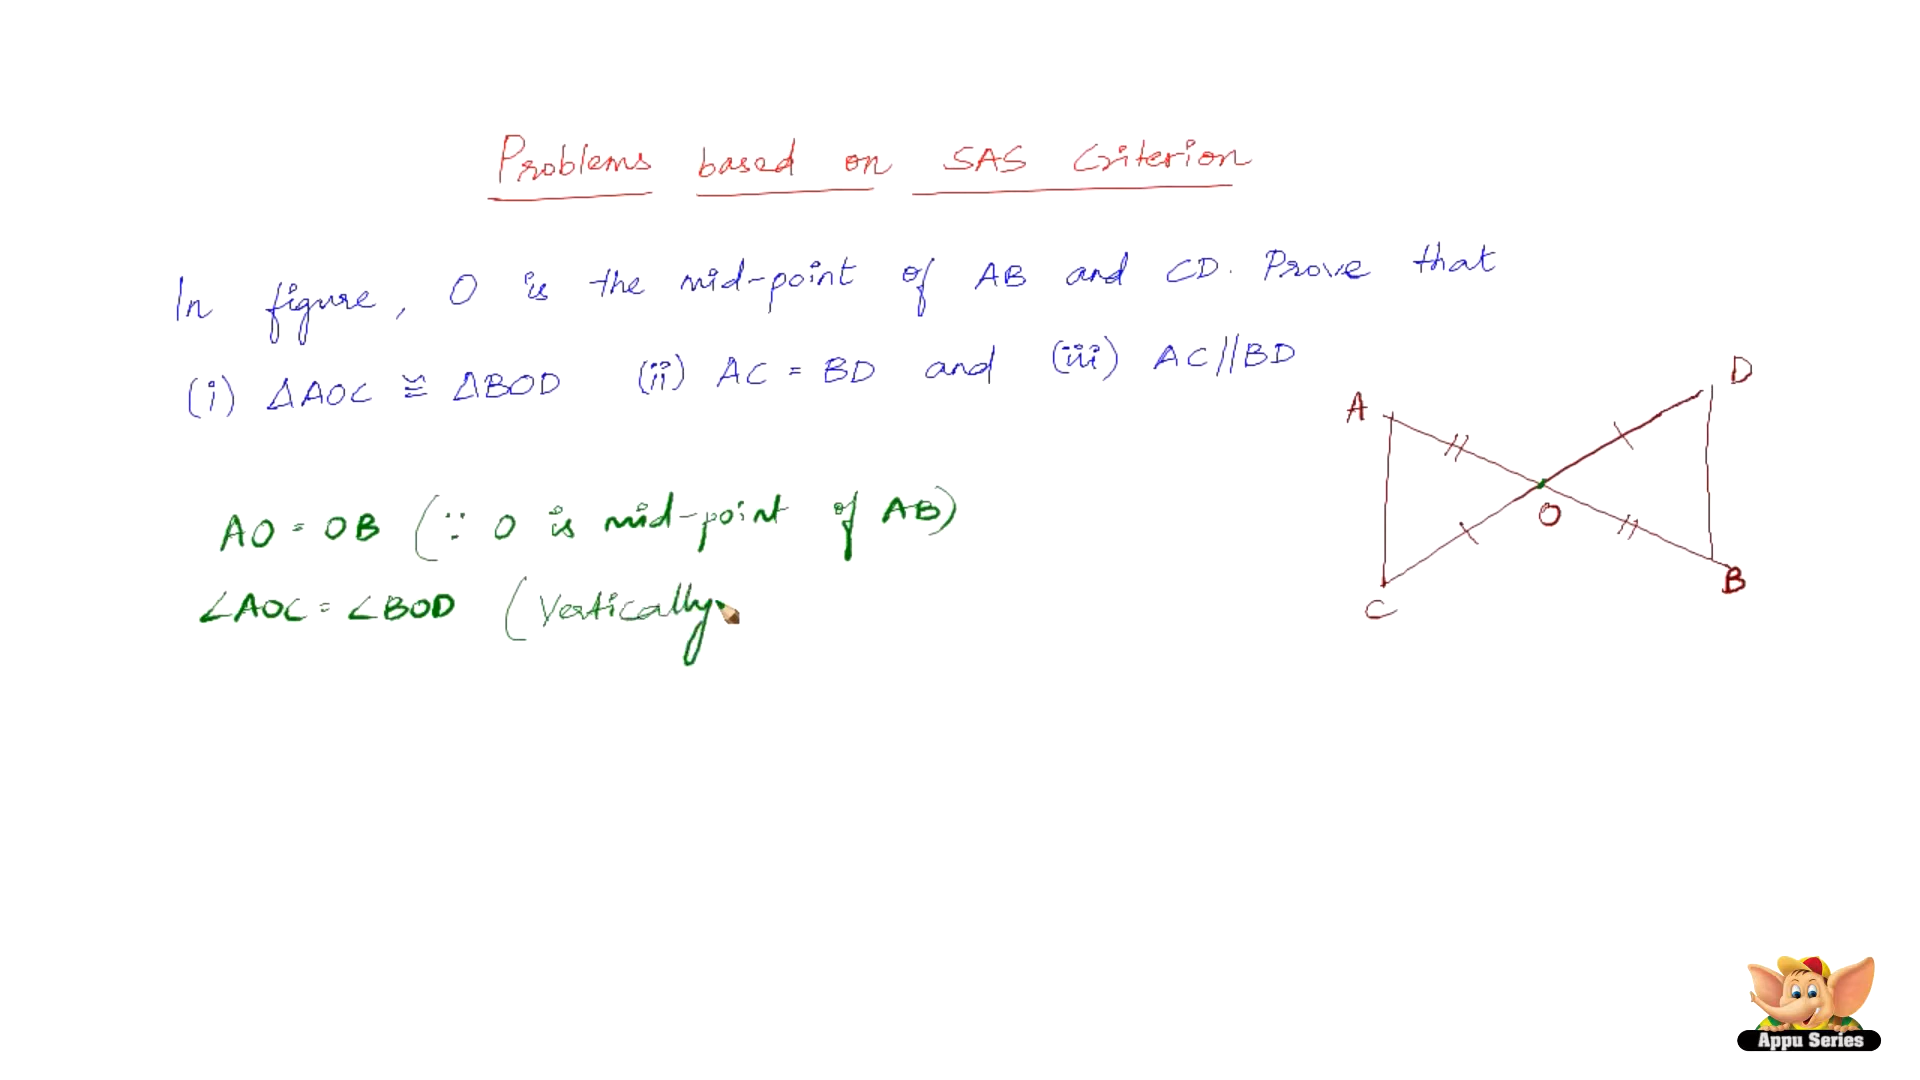 Problems based on SAS Criterion
In figure, O is the mid-point of AB and CD. Prove that
(i) ΔAOC ≅ ΔBOD (ii) AC = BD and (iii) AC//BD
D
A
O
B
C
AO = OB (∵ O is mid-point of AB)
∠AOC = ∠BOD (Vertically
Appu Series